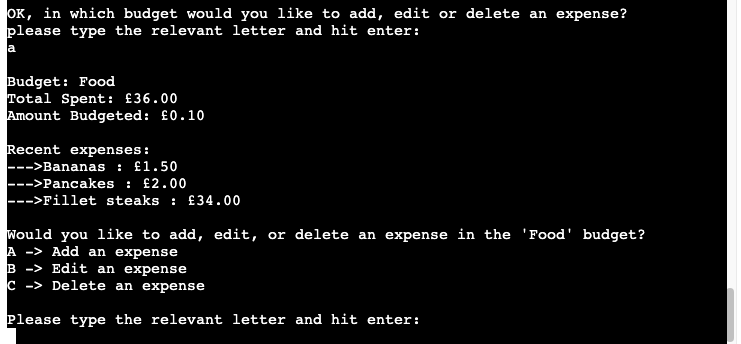 OK, in which budget would you like to add, edit or delete an expense?
please type the relevant letter and hit enter:
a
Budget: Food
Total Spent: £36.00
Amount Budgeted: £0.10
Recent expenses:
--->Bananas : £1.50
--->Pancakes : £2.00
--->Fillet steaks : £34.00
Would you like to add, edit, or delete an expense in the 'Food' budget?
A -> Add an expense
B -> Edit an expense
C -> Delete an expense
Please type the relevant letter and hit enter: